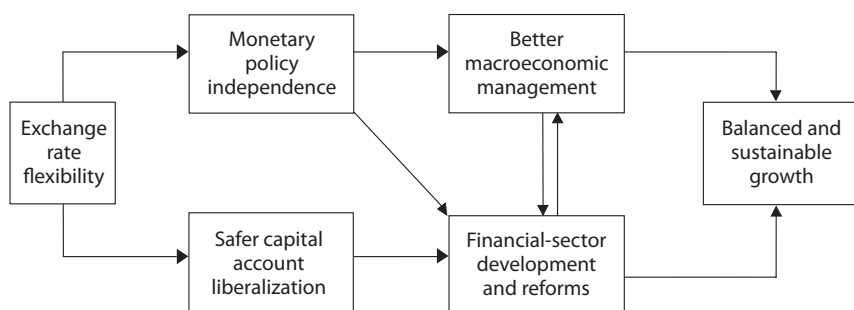 Monetary
policy
independence
Better
macroeconomic
management
Exchange
rate
flexibility
Balanced and
sustainable
growth
Safer capital
account
liberalization
Financial-sector
development
and reforms